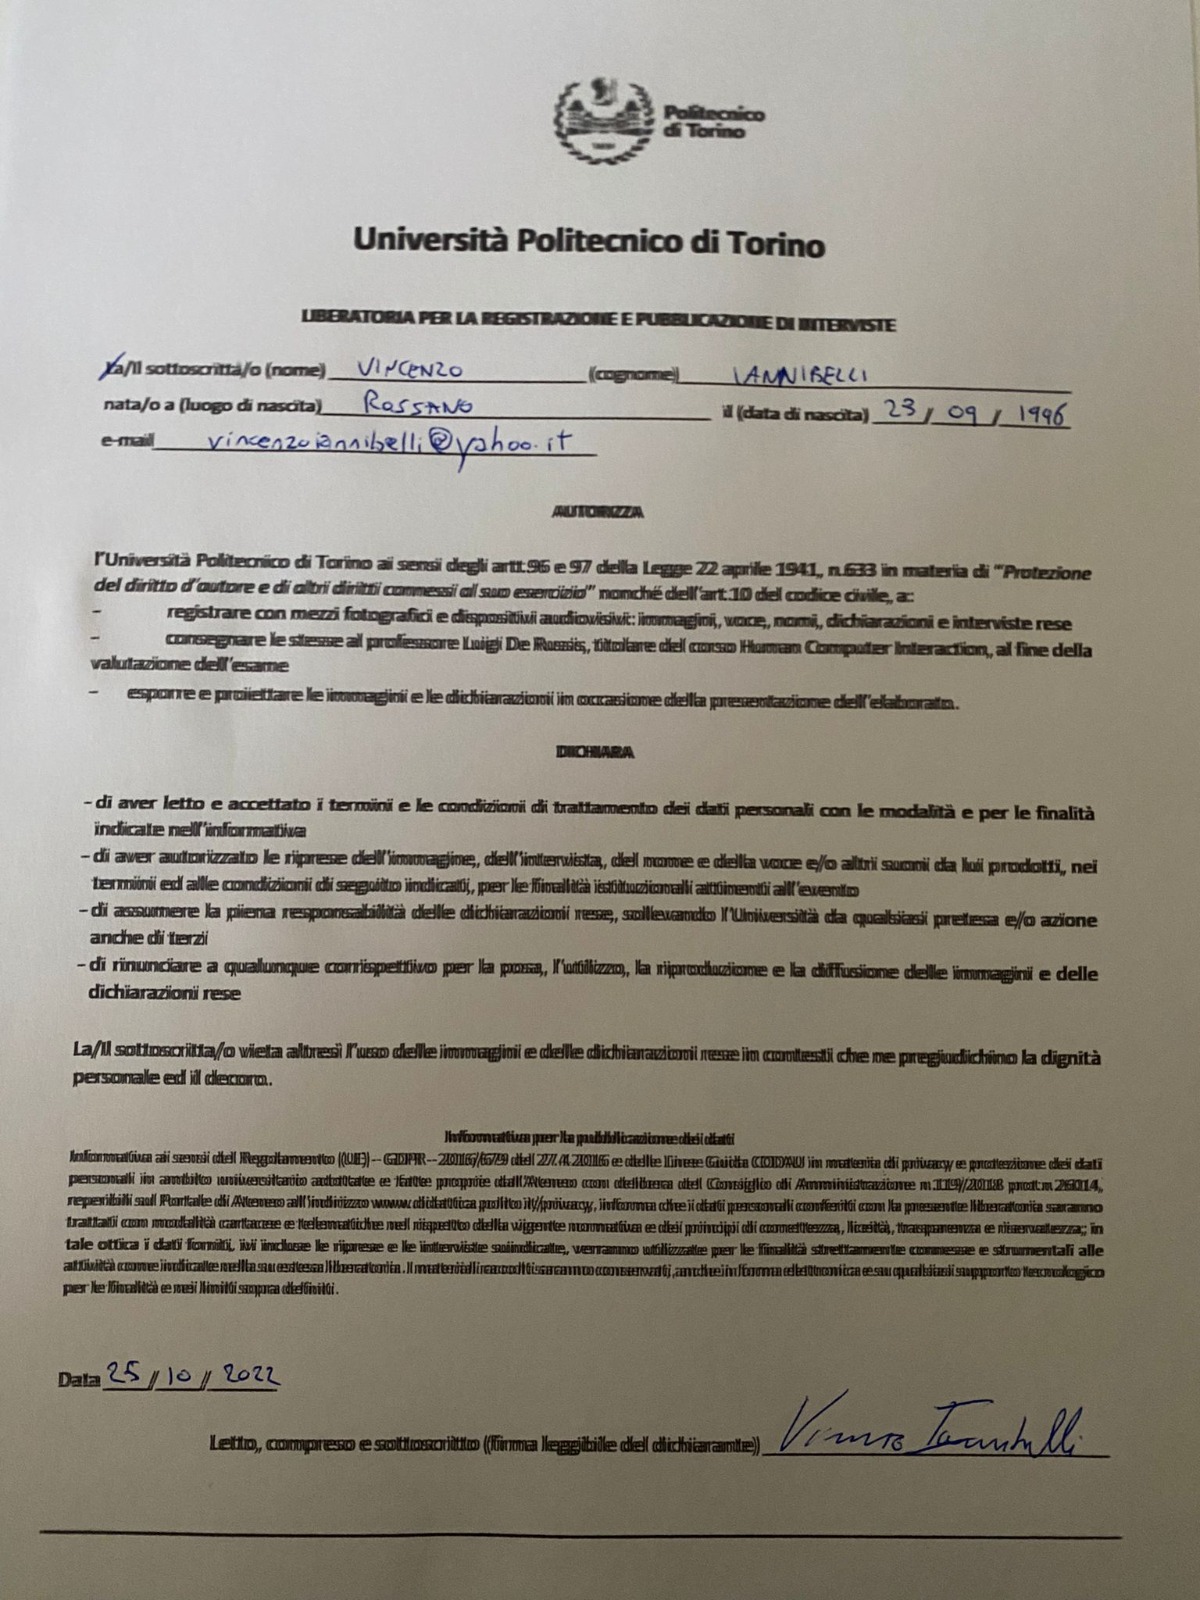 Politecnico
di Torino
Università Politecnico di Torino
LIBERATORIA PER LA REGISTRAZIONE E PUBBLICAZIONE DI INTERVISTE
La/Il sottoscritta/o (nome) VINCENZO (cognome) IANNIBELLI
nata/o a (luogo di nascita) ROSSANO il (data di nascita) 23 / 09 / 1996
e-mail vincenzoiannibelli@yahoo.it
AUTORIZZA
l'Università Politecnico di Torino ai sensi degli artt.96 e 97 della Legge 22 aprile 1941, n.633 in materia di "Protezione
del diritto d'autore e di altri diritti connessi al suo esercizio" nonché dell'art.10 del codice civile, a:
- registrare con mezzi fotografici e dispositivi audiovisivi: immagini, voce, nomi, dichiarazioni e interviste rese
- consegnare le stesse al professore Luigi De Russis, titolare del corso Human Computer Interaction, al fine della
valutazione dell'esame
- esporre e proiettare le immagini e le dichiarazioni in occasione della presentazione dell'elaborato.
DICHIARA
- di aver letto e accettato i termini e le condizioni di trattamento dei dati personali con le modalità e per le finalità
indicate nell'informativa
- di aver autorizzato le riprese dell'immagine, dell'intervista, del nome e della voce e/o altri suoni da lui prodotti, nei
termini ed alle condizioni di seguito indicati, per le finalità istituzionali attinenti all'evento
- di assumere la piena responsabilità delle dichiarazioni rese, sollevando l'Università da qualsiasi pretesa e/o azione
anche di terzi
- di rinunciare a qualunque corrispettivo per la posa, l'utilizzo, la riproduzione e la diffusione delle immagini e delle
dichiarazioni rese
La/Il sottoscritta/o vieta altresì l'uso delle immagini e delle dichiarazioni rese in contesti che ne pregiudichino la dignità
personale ed il decoro.
Informativa per la pubblicazione dei dati
Informativa ai sensi del Regolamento (UE) – GDPR – 2016/679 del 27.4.2016 e delle Linee Guida CODAU in materia di privacy e protezione dei dati
personali in ambito universitario adottate e fatte proprie dall'Ateneo con delibera del Consiglio di Amministrazione n.119/2018 prot.n. 26014,
reperibili sul Portale di Ateneo all'indirizzo www.didattica.polito.it/privacy, informa che i dati personali conferiti con la presente liberatoria saranno
trattati con modalità cartacee e telematiche nel rispetto della vigente normativa e dei principi di correttezza, liceità, trasparenza e riservatezza; in
tale ottica i dati forniti, ivi incluse le riprese e le interviste suindicate, verranno utilizzate per le finalità strettamente connesse e strumentali alle
attività come indicate nella su estesa liberatoria. I materiali raccolti saranno conservati, anche in forma elettronica e su qualsiasi supporto tecnologico
per le finalità e nei limiti sopra definiti.
Data 25 / 10 / 2022
Letto, compreso e sottoscritto (firma leggibile del dichiarante) Vincenzo Iannibelli